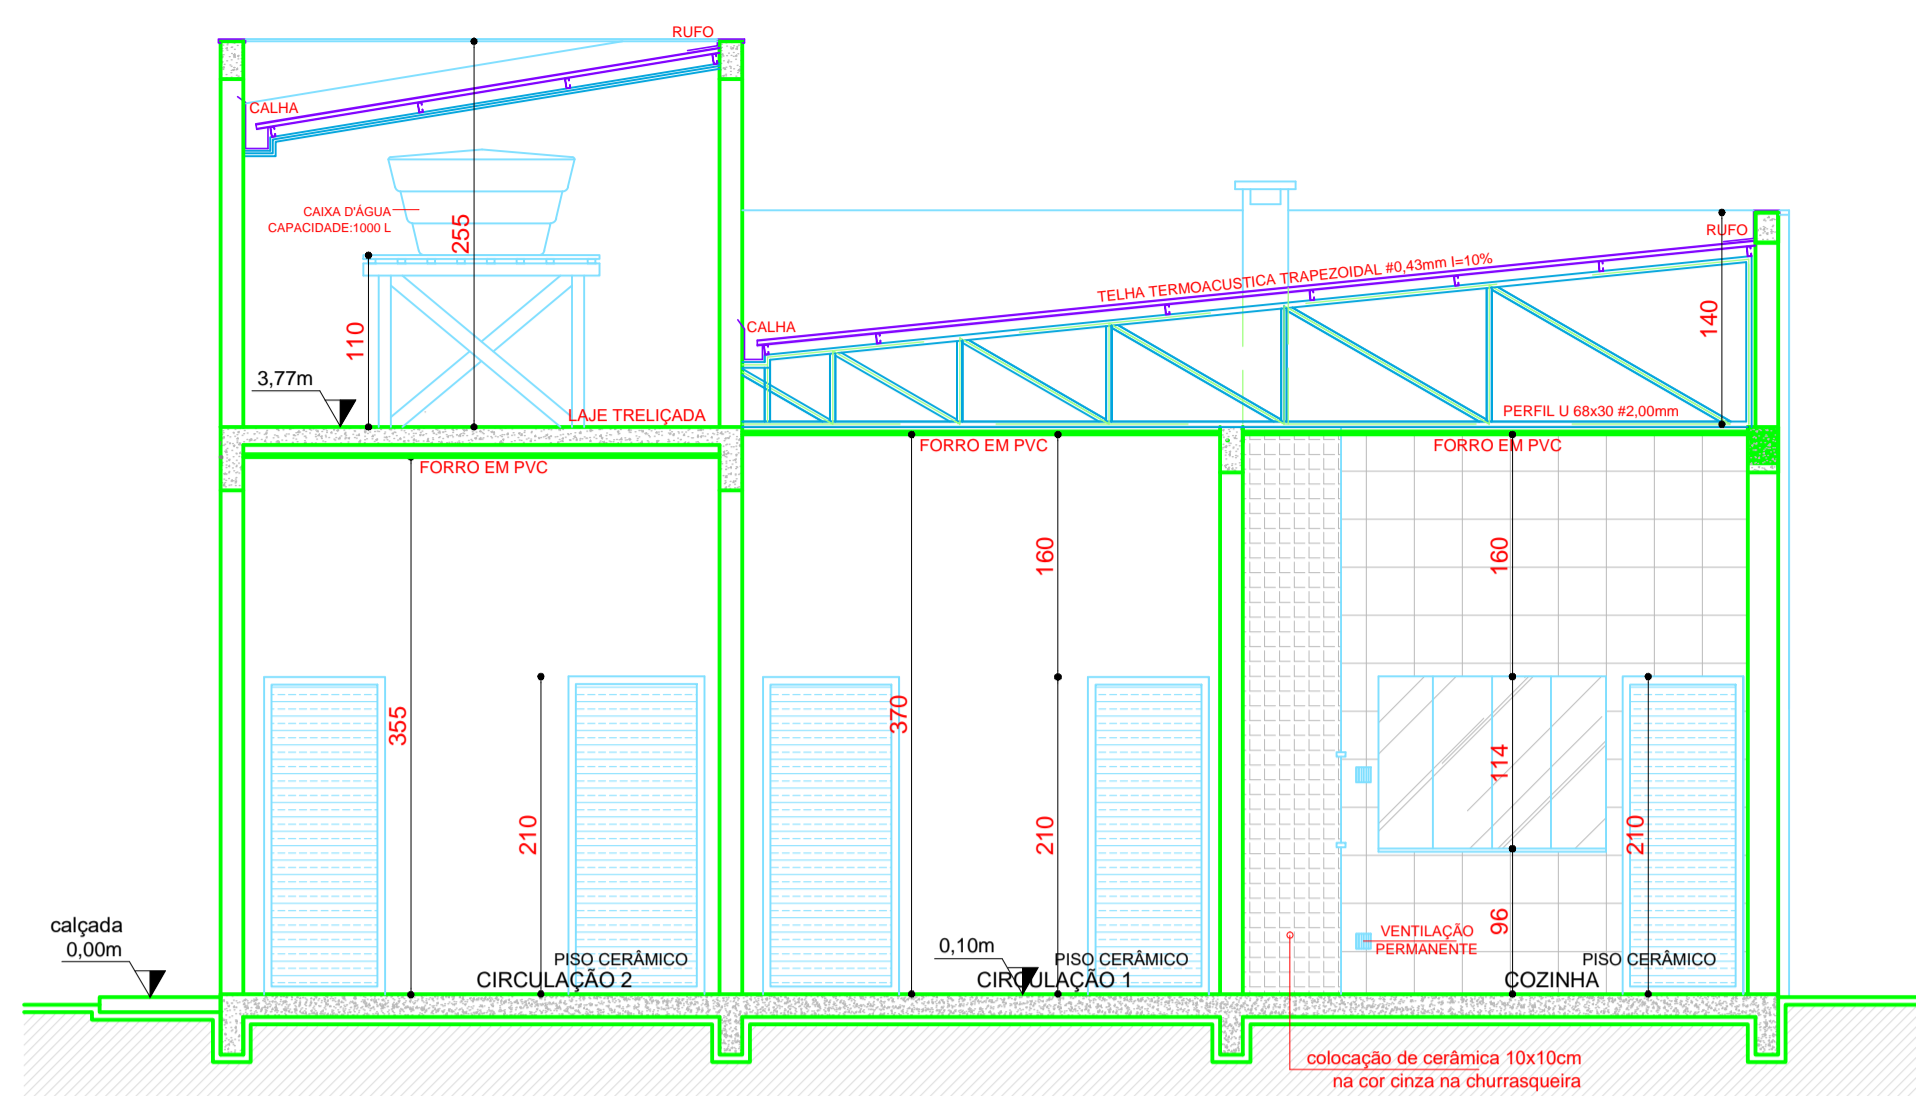 RUFO
CALHA
CAIXA D'ÁGUA
CAPACIDADE:1000 L
255
110
3,77m
LAJE TRELIÇADA
RUFO
TELHA TERMOACUSTICA TRAPEZOIDAL #0,43mm I=10%
CALHA
140
PERFIL U 68x30 #2,00mm
FORRO EM PVC
FORRO EM PVC
FORRO EM PVC
160
160
355
370
114
210
210
210
96
calçada
0,00m
0,10m
VENTILAÇÃO
PERMANENTE
PISO CERÂMICO
CIRCULAÇÃO 2
PISO CERÂMICO
CIRCULAÇÃO 1
PISO CERÂMICO
COZINHA
colocação de cerâmica 10x10cm
na cor cinza na churrasqueira